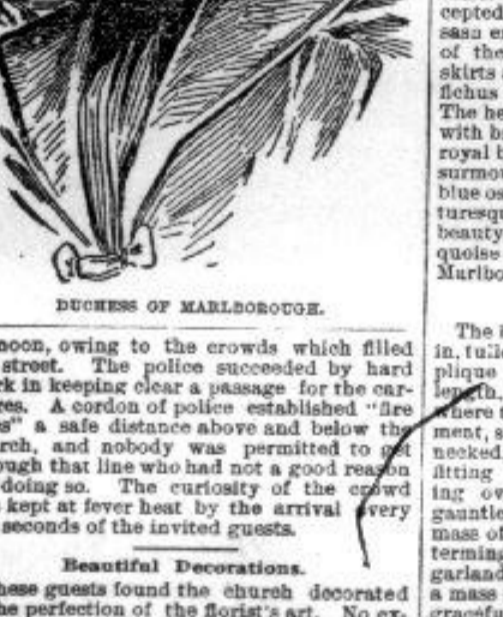 DUCHESS OF MARLBOROUGH.
noon, owing to the crowds which filled
street. The police succeeded by hard
rk in keeping clear a passage for the car-
res. A cordon of police established "fire
es" a safe distance above and below the
rch, and nobody was permitted to get
ough that line who had not a good reason
doing so. The curiosity of the crowd
kept at fever heat by the arrival every
seconds of the invited guests.
Beautiful Decorations.
hese guests found the church decorated
he perfection of the florist's art. No ex-
cepted
sash e
of the
skirts
fichus
The he
with h
royal b
surmou
blue os
turesqu
beauty
quoise
Marlbo
The i
in, tulle
plique
length.
where
ment, s
necked
fitting
ing o
gauntle
mass of
terming
garland
a mass
graceful